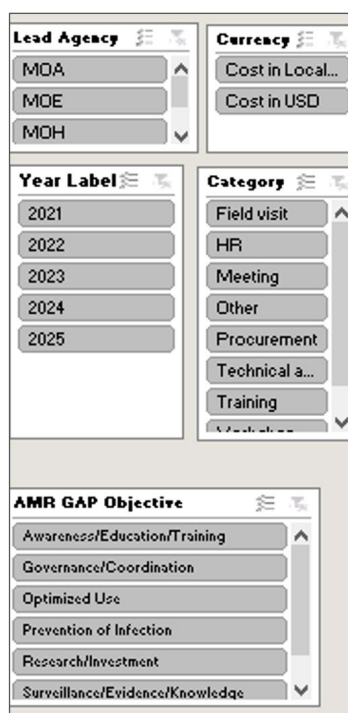 Lead Agency
MOA
MOE
MOH
Currency
Cost in Local...
Cost in USD
Year Label
2021
2022
2023
2024
2025
Category
Field visit
HR
Meeting
Other
Procurement
Technical a...
Training
AMR GAP Objective
Awareness/Education/Training
Governance/Coordination
Optimized Use
Prevention of Infection
Research/Investment
Surveillance/Evidence/Knowledge